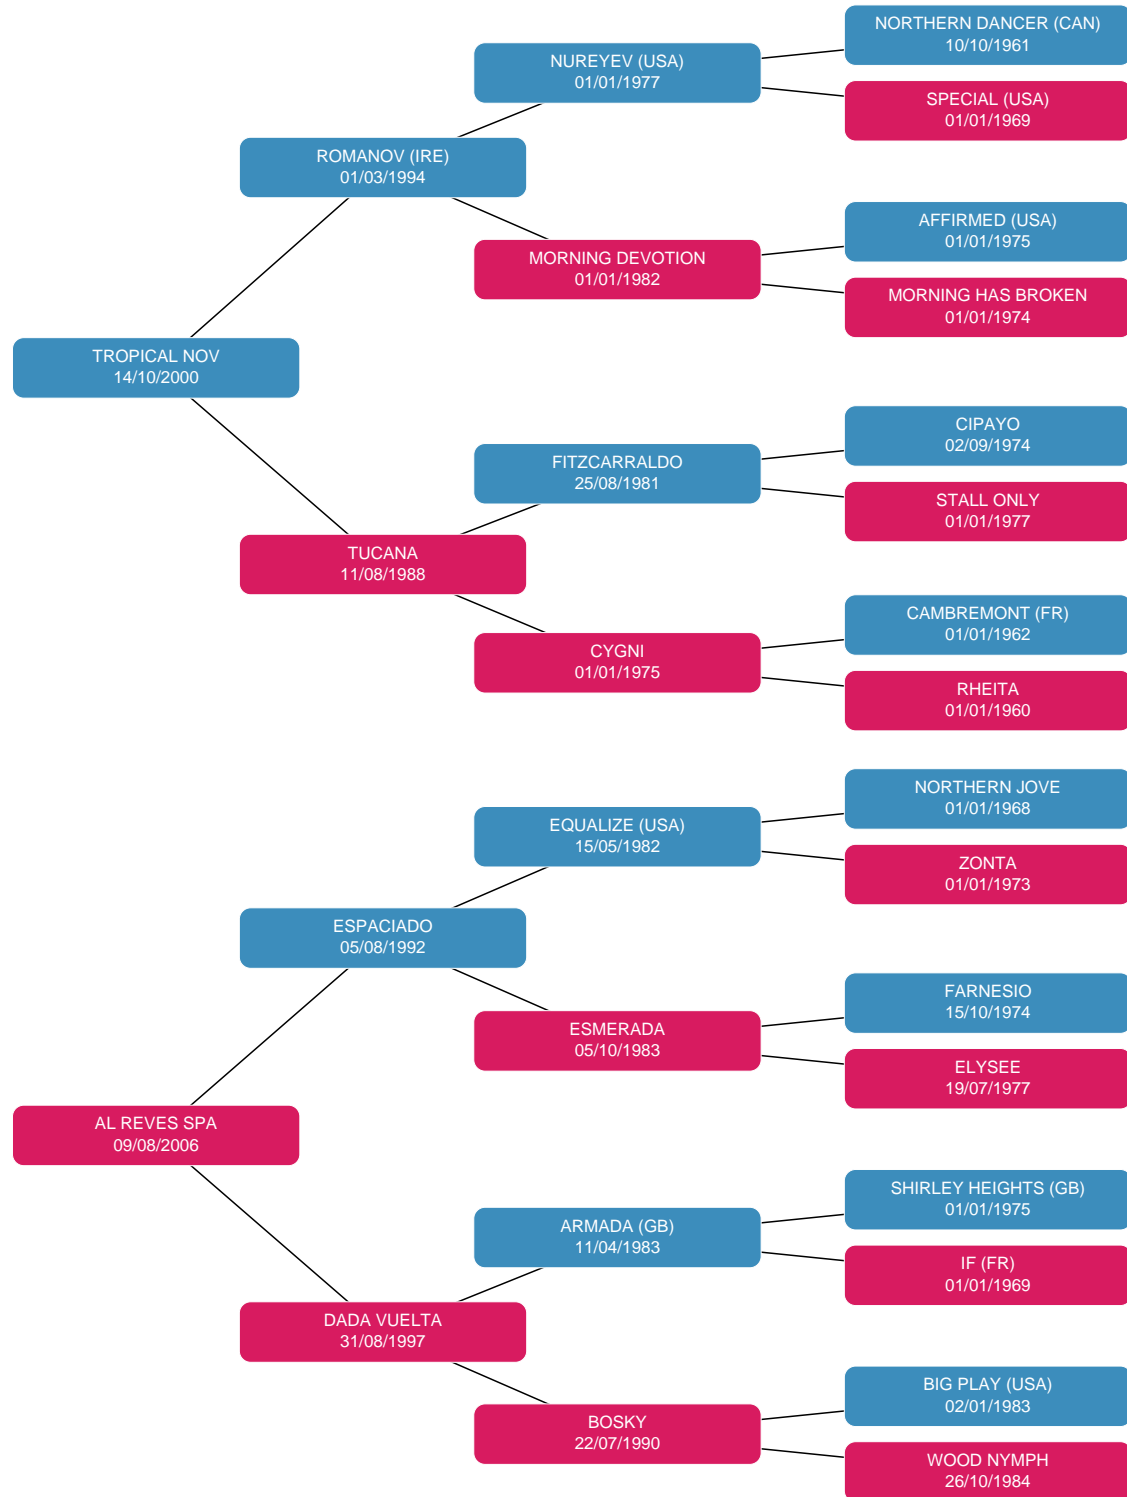 NORTHERN DANCER (CAN)
10/10/1961
NUREYEV (USA)
01/01/1977
SPECIAL (USA)
01/01/1969
ROMANOV (IRE)
01/03/1994
AFFIRMED (USA)
01/01/1975
MORNING DEVOTION
01/01/1982
MORNING HAS BROKEN
01/01/1974
TROPICAL NOV
14/10/2000
CIPAYO
02/09/1974
FITZCARRALDO
25/08/1981
STALL ONLY
01/01/1977
TUCANA
11/08/1988
CAMBREMONT (FR)
01/01/1962
CYGNI
01/01/1975
RHEITA
01/01/1960
NORTHERN JOVE
01/01/1968
EQUALIZE (USA)
15/05/1982
ZONTA
01/01/1973
ESPACIADO
05/08/1992
FARNESIO
15/10/1974
ESMERADA
05/10/1983
ELYSEE
19/07/1977
AL REVES SPA
09/08/2006
SHIRLEY HEIGHTS (GB)
01/01/1975
ARMADA (GB)
11/04/1983
IF (FR)
01/01/1969
DADA VUELTA
31/08/1997
BIG PLAY (USA)
02/01/1983
BOSKY
22/07/1990
WOOD NYMPH
26/10/1984